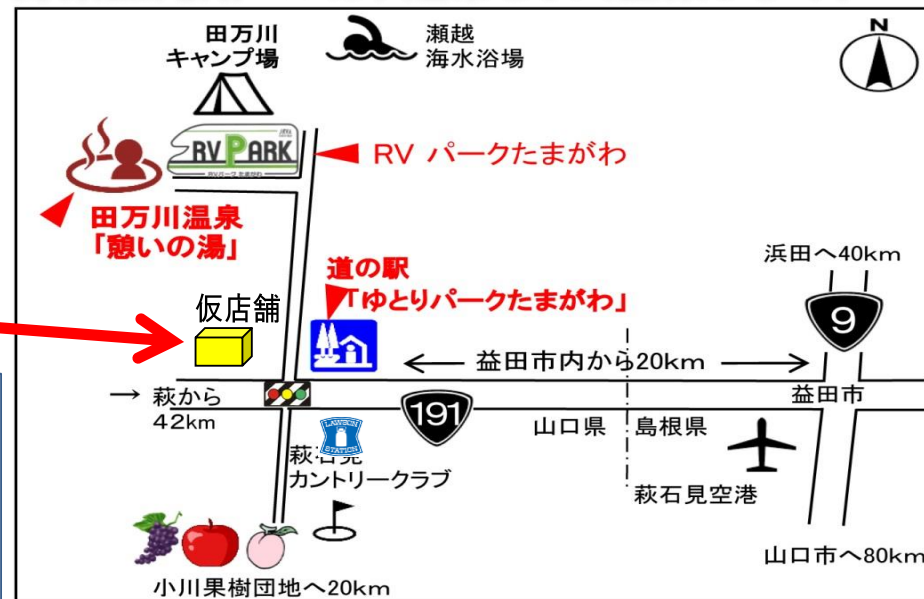 田万川
キャンプ場
瀬越
海水浴場
N
RV PARK
RV パークたまがわ
田万川温泉
「憩いの湯」
道の駅
「ゆとりパークたまがわ」
浜田へ40km
9
仮店舗
益田市内から20km
→ 萩から
42km
益田市
191
山口県
島根県
LAWSON
STATION
カントリークラブ
萩石見空港
山口市へ80km
小川果樹団地へ20km